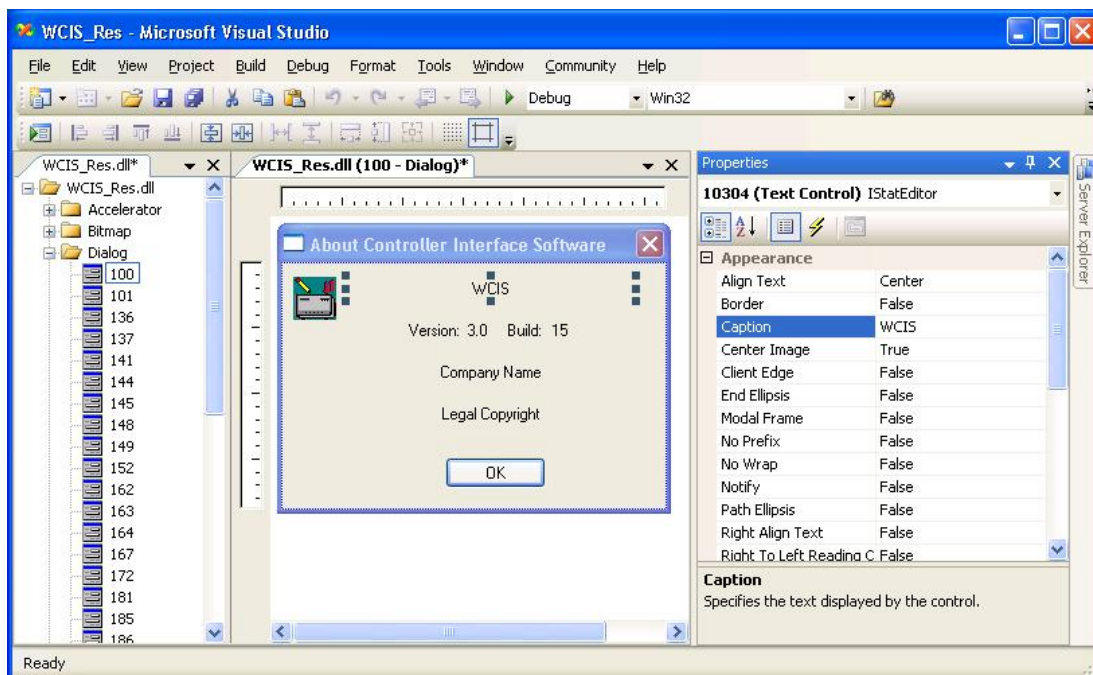 WCIS_Res - Microsoft Visual Studio
File Edit View Project Build Debug Format Tools Window Community Help
Debug Win32
WCIS_Res.dll*
WCIS_Res.dll
Accelerator
Bitmap
Dialog
100
101
136
137
141
144
145
148
149
152
162
163
164
167
172
181
185
186
WCIS_Res.dll (100 - Dialog)*
About Controller Interface Software
WCIS
Version: 3.0 Build: 15
Company Name
Legal Copyright
OK
Properties
10304 (Text Control) IStatEditor
Appearance
Align Text Center
Border False
Caption WCIS
Center Image True
Client Edge False
End Ellipsis False
Modal Frame False
No Prefix False
No Wrap False
Notify False
Path Ellipsis False
Right Align Text False
Right To Left Reading O False
Caption
Specifies the text displayed by the control.
Server Explorer
Ready